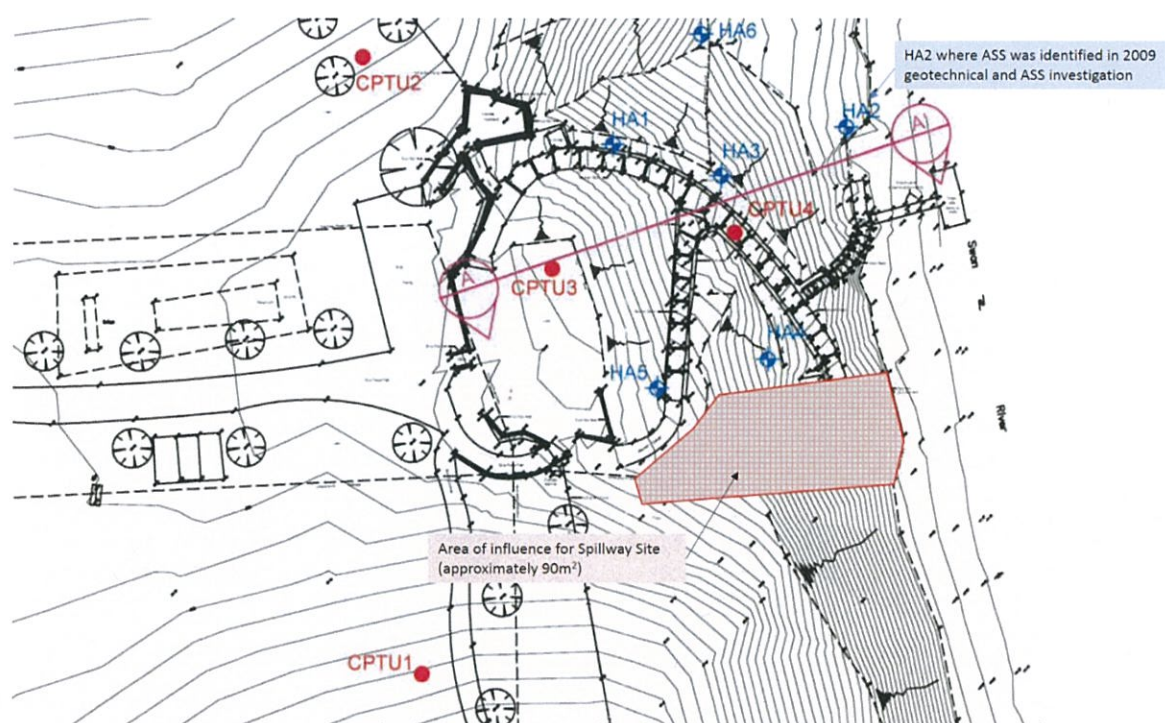 HA6
HA2 where ASS was identified in 2009
geotechnical and ASS investigation
CPTU2
HA1
HA2
A
HA3
CPTU4
Swan
A
CPTU3
HA4
HA5
River
Area of influence for Spillway Site
(approximately 90m²)
CPTU1